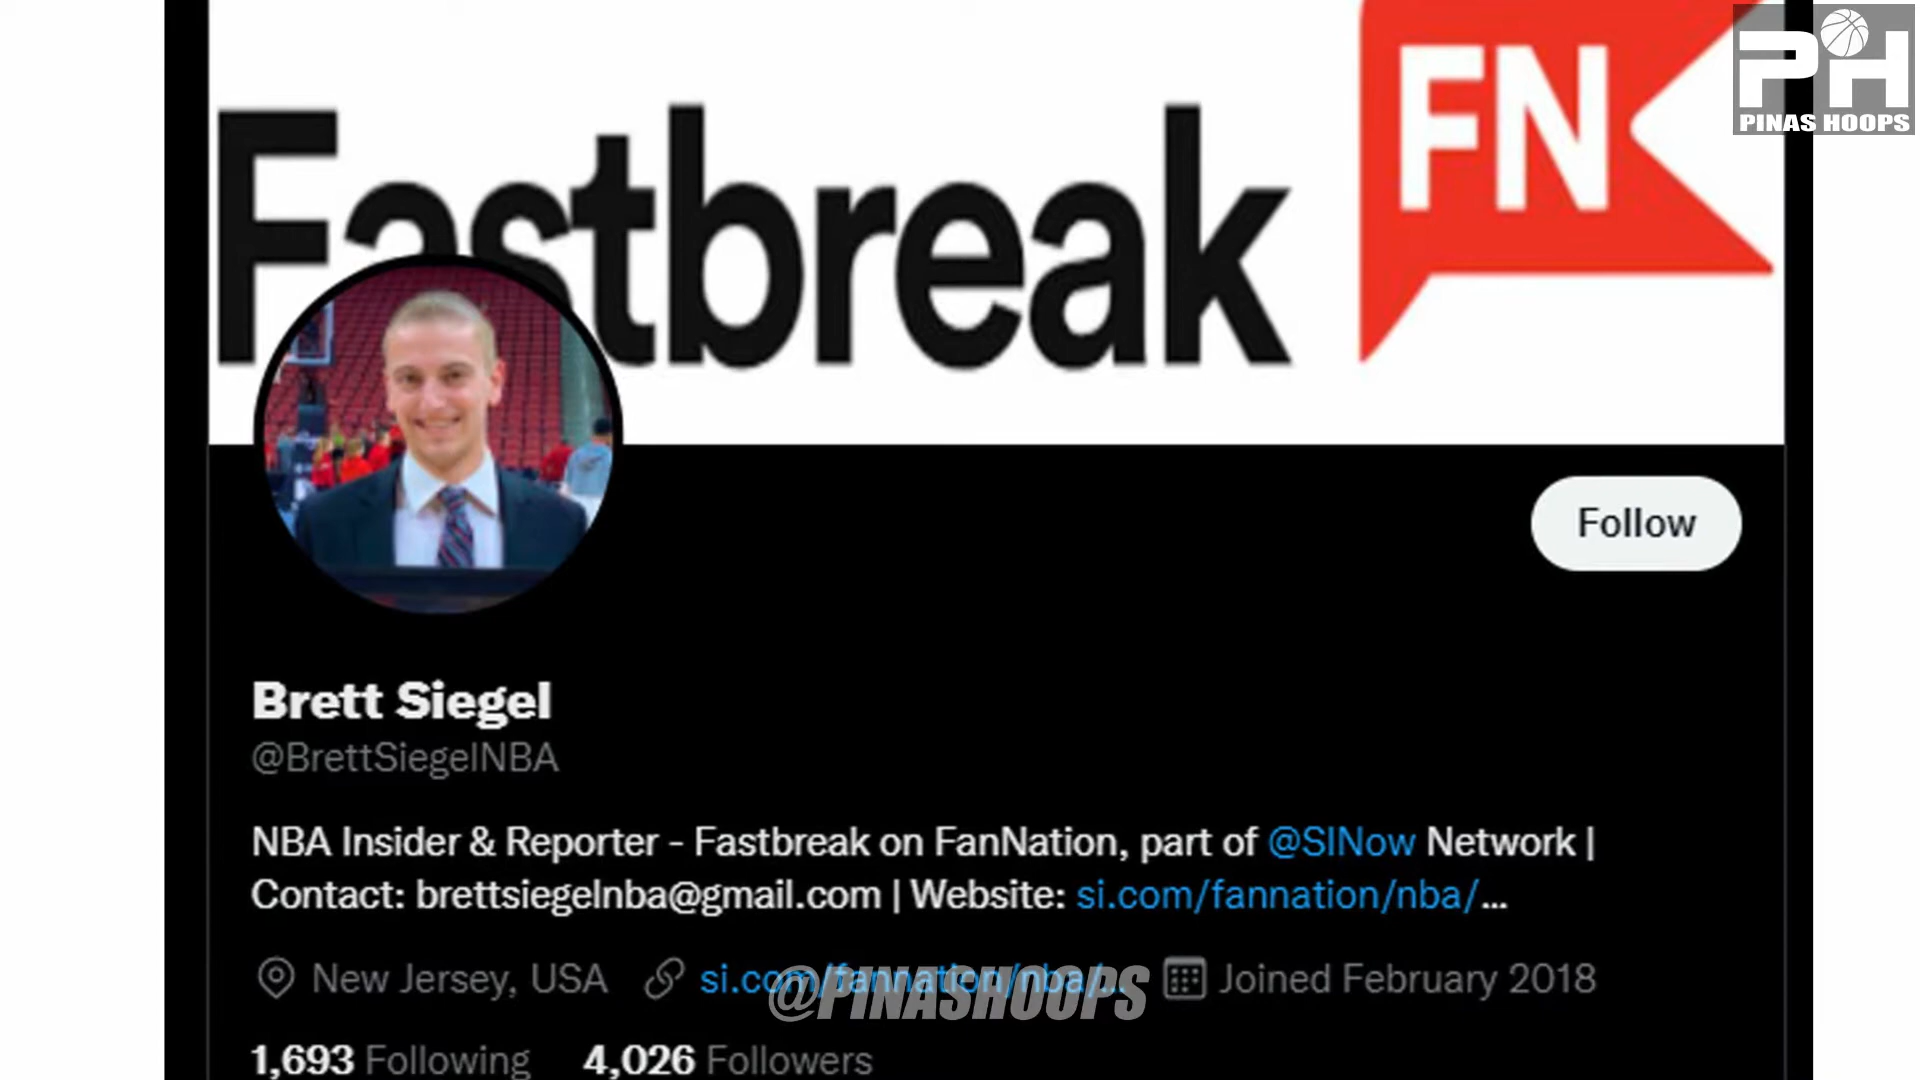 Fastbreak
FN
PH
PINAS HOOPS
Follow
Brett Siegel
@BrettSiegelNBA
NBA Insider & Reporter - Fastbreak on FanNation, part of @SINow Network |
Contact: brettsiegelnba@gmail.com | Website: si.com/fannation/nba/...
New Jersey, USA si.com/fannation/nba/... Joined February 2018
@PINASHOOPS
1,693 Following 4,026 Followers